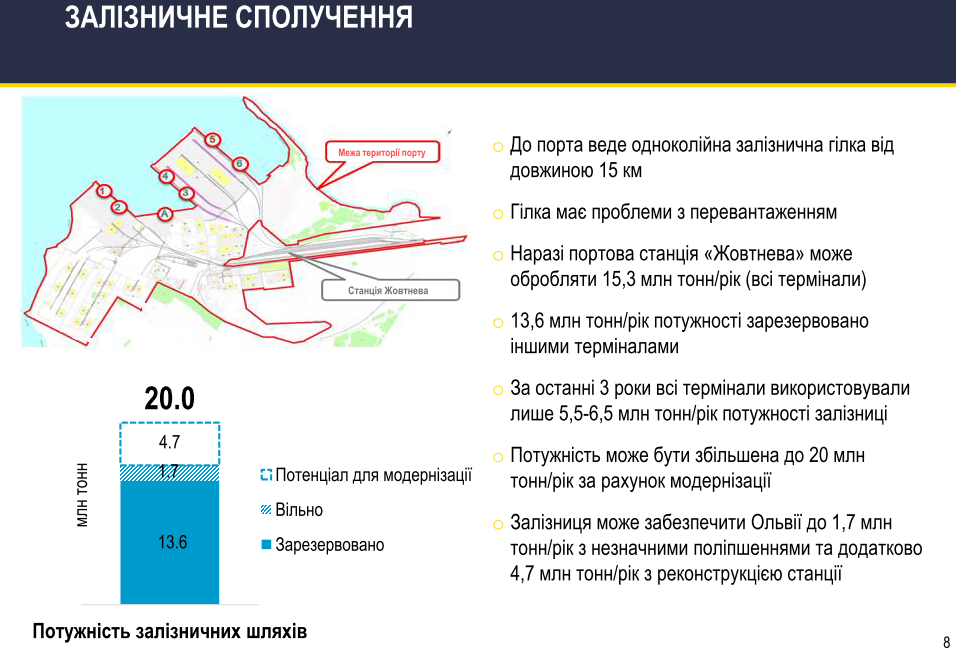 ЗАЛІЗНИЧНЕ СПОЛУЧЕННЯ
5
6
4
3
1
2
A
Межа території порту
Станція Жовтнева
20.0
4.7
1.7
13.6
млн тонн
Потенціал для модернізації
Вільно
Зарезервовано
Потужність залізничних шляхів
o До порта веде одноколійна залізнична гілка від
довжиною 15 км
o Гілка має проблеми з перевантаженням
o Наразі портова станція «Жовтнева» може
обробляти 15,3 млн тонн/рік (всі термінали)
o 13,6 млн тонн/рік потужності зарезервовано
іншими терміналами
o За останні 3 роки всі термінали використовували
лише 5,5-6,5 млн тонн/рік потужності залізниці
o Потужність може бути збільшена до 20 млн
тонн/рік за рахунок модернізації
o Залізниця може забезпечити Ольвії до 1,7 млн
тонн/рік з незначними поліпшеннями та додатково
4,7 млн тонн/рік з реконструкцією станції
8